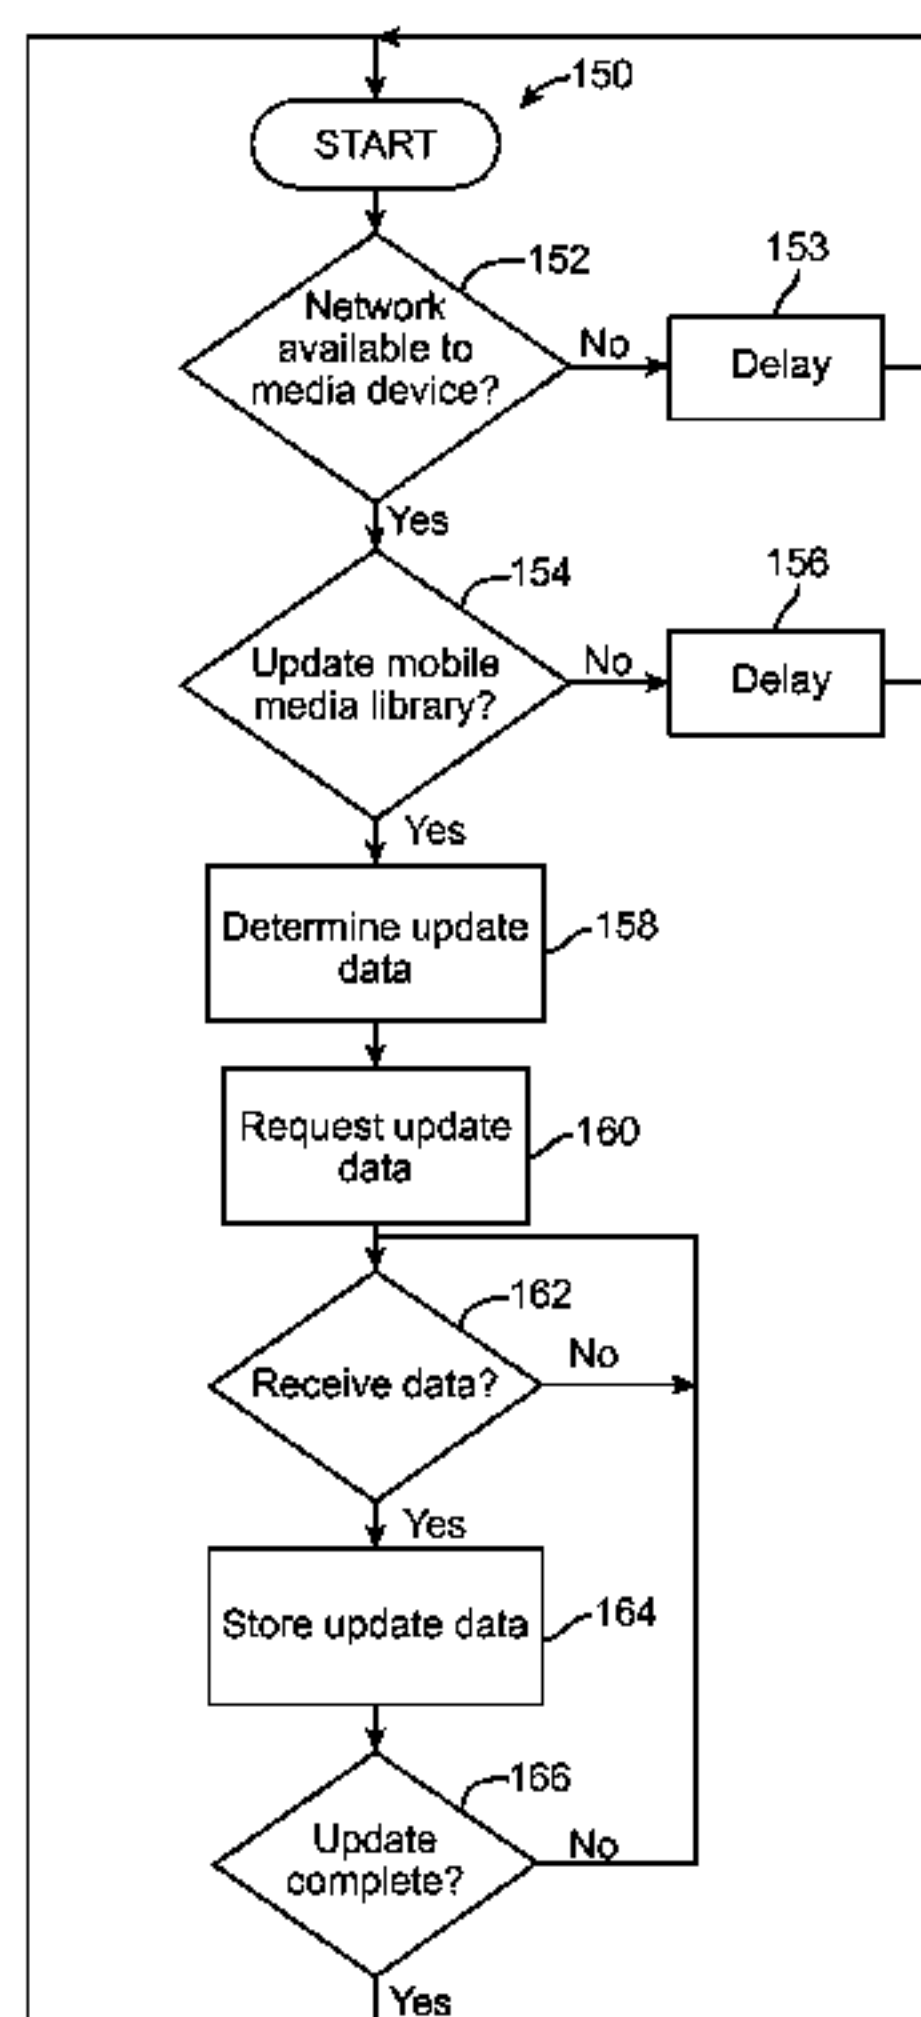 150
START
152
Network
available to
media device?
No
153
Delay
Yes
154
Update mobile
media library?
No
156
Delay
Yes
Determine update
data
158
Request update
data
160
162
Receive data?
No
Yes
Store update data
164
166
Update
complete?
No
Yes